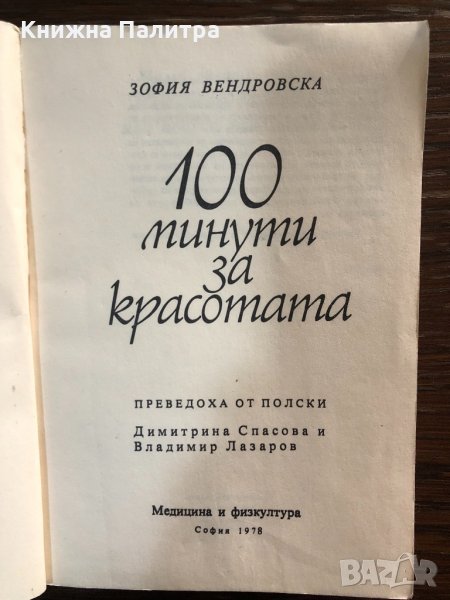 Книжна Палитра
ЗОФИЯ ВЕНДРОВСКА
100
минути
за
красотата
ПРЕВЕДОХА ОТ ПОЛСКИ
Димитрина Спасова и
Владимир Лазаров
Медицина и физкултура
София 1978
BAZAR